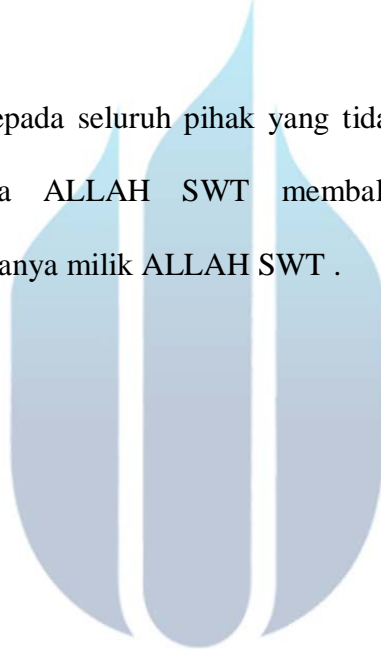 epada seluruh pihak yang tida
a ALLAH SWT membal
anya milik ALLAH SWT .